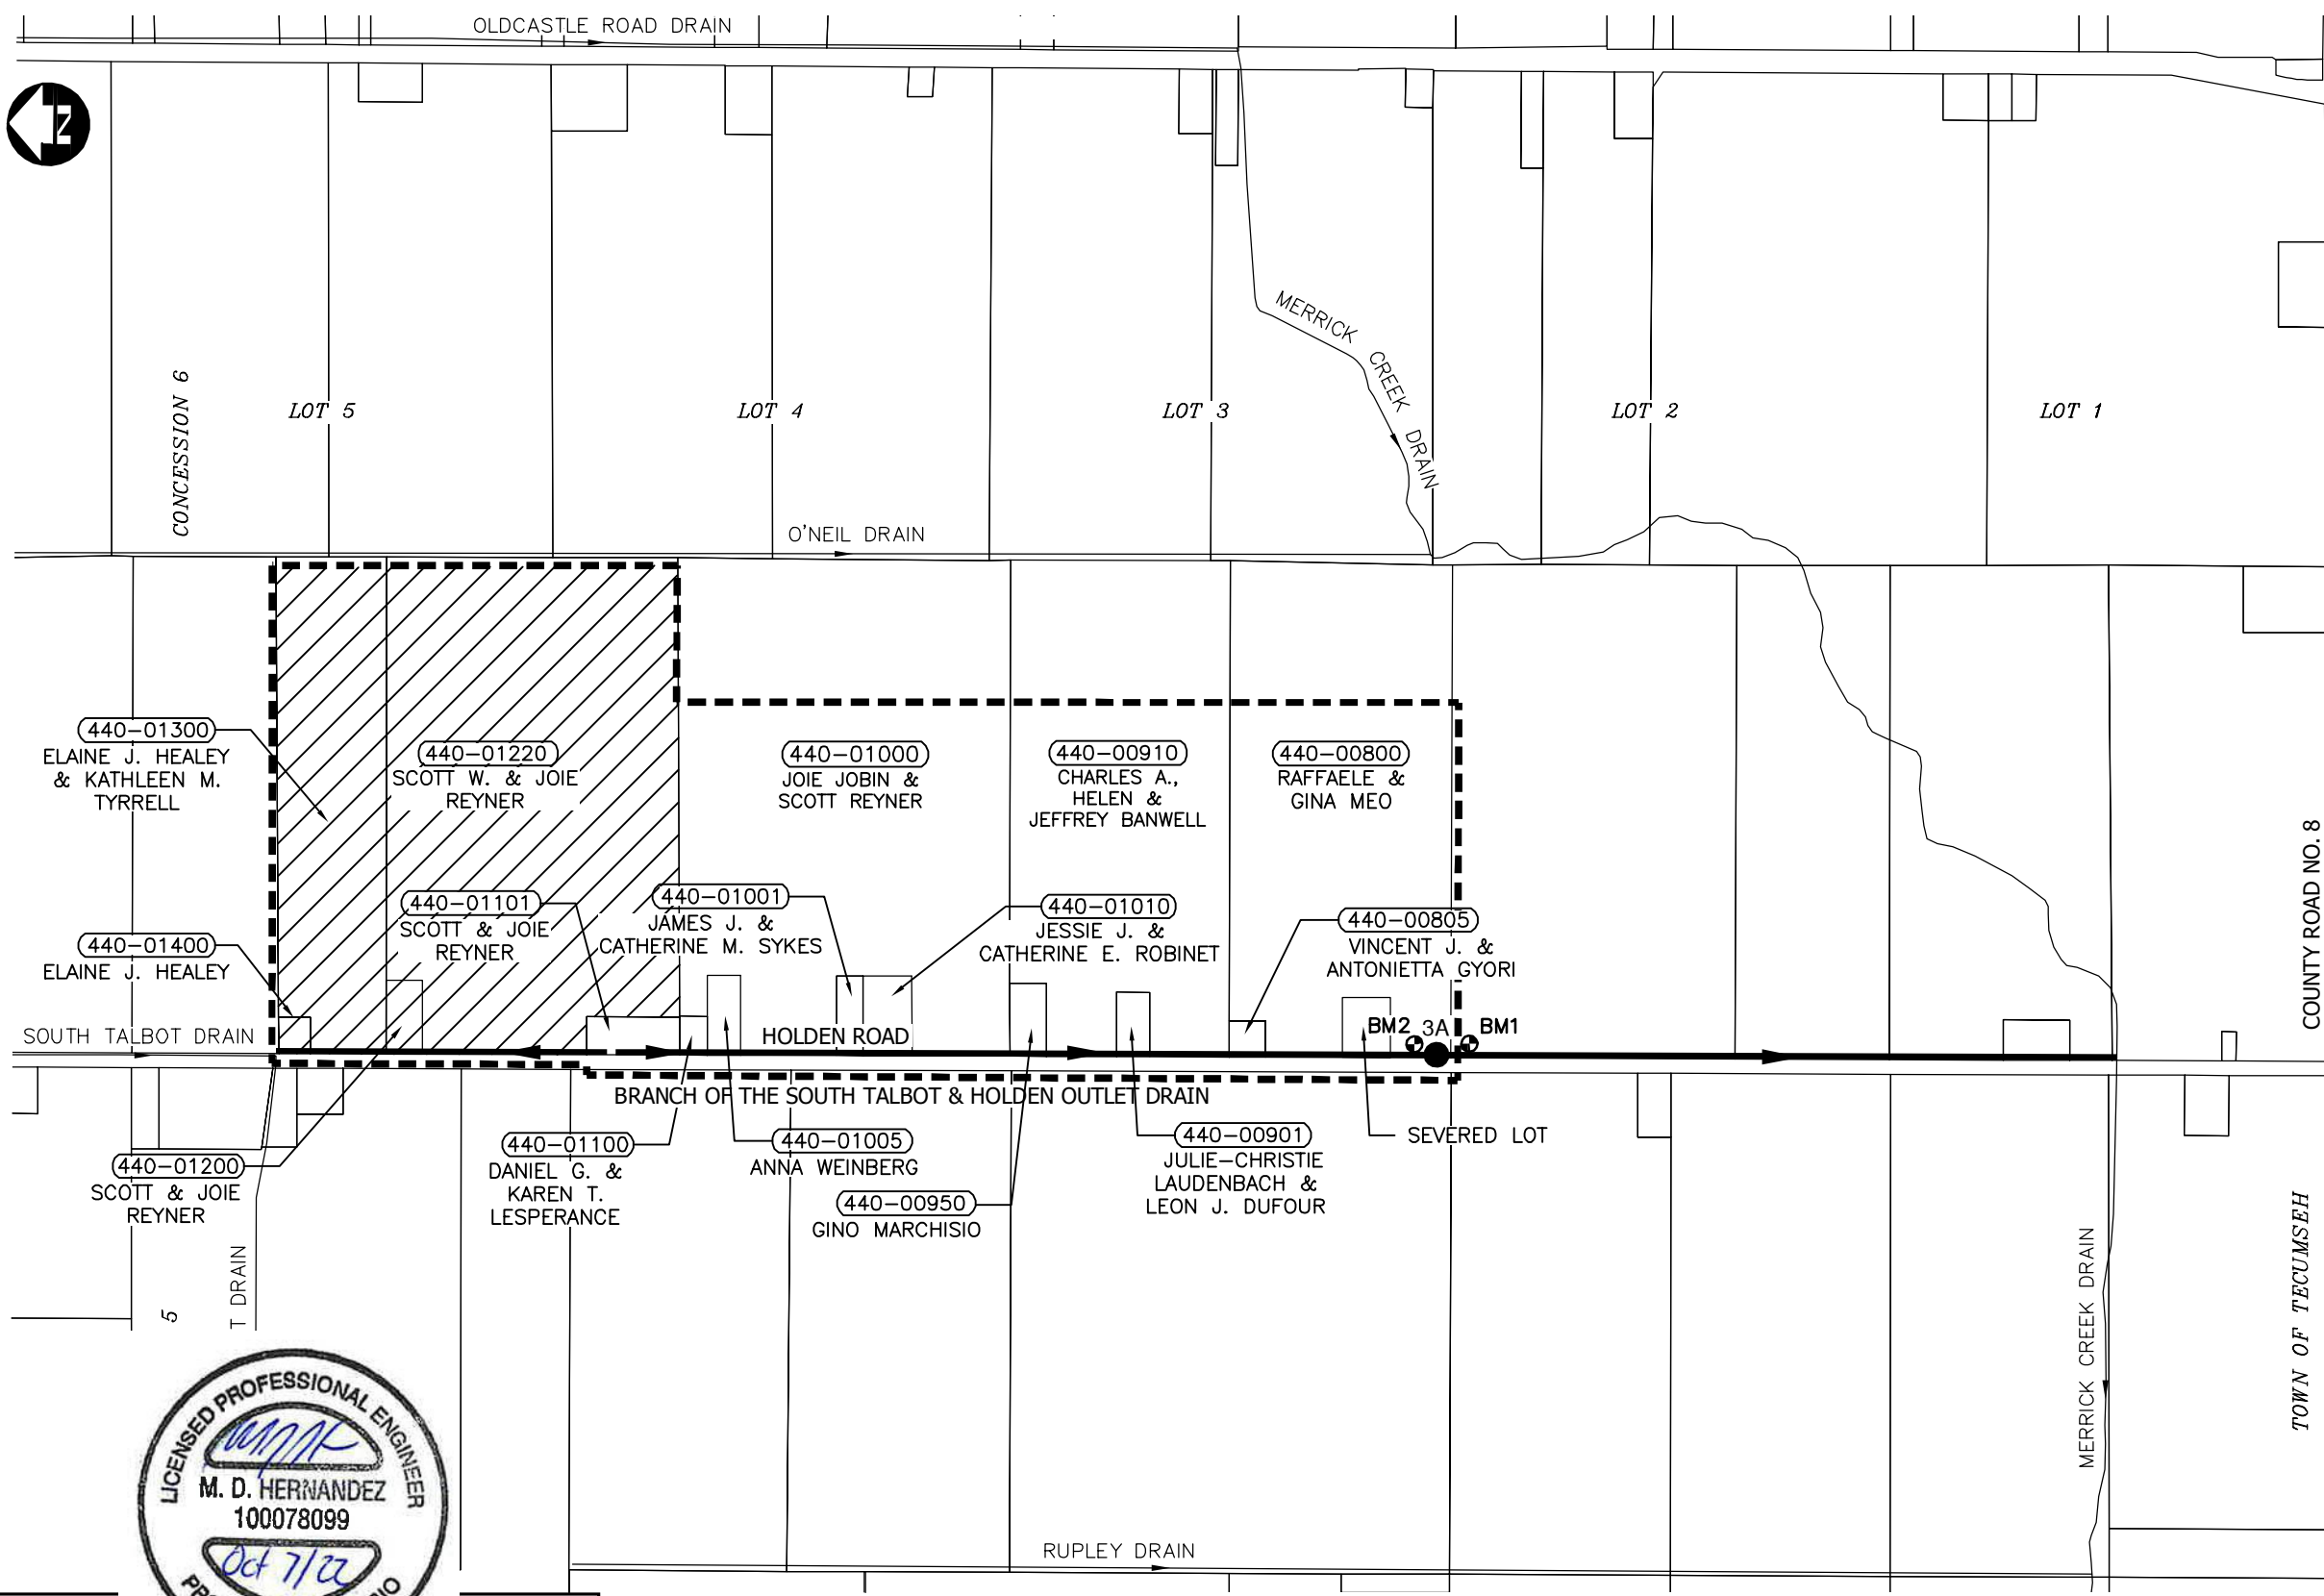 OLDCASTLE ROAD DRAIN
N
MERRICK CREEK DRAIN
CONCESSION 6
LOT 5
LOT 4
LOT 3
LOT 2
LOT 1
O'NEIL DRAIN
440-01300
ELAINE J. HEALEY
& KATHLEEN M.
TYRRELL
440-01220
SCOTT W. & JOIE
REYNER
440-01000
JOIE JOBIN &
SCOTT REYNER
440-00910
CHARLES A.,
HELEN &
JEFFREY BANWELL
440-00800
RAFFAELE &
GINA MEO
COUNTY ROAD NO. 8
440-01101
SCOTT & JOIE
REYNER
440-01001
JAMES J. &
CATHERINE M. SYKES
440-01010
JESSIE J. &
CATHERINE E. ROBINET
440-00805
VINCENT J. &
ANTONIETTA GYORI
440-01400
ELAINE J. HEALEY
SOUTH TALBOT DRAIN
HOLDEN ROAD
BM2
3A
BM1
BRANCH OF THE SOUTH TALBOT & HOLDEN OUTLET DRAIN
440-01200
SCOTT & JOIE
REYNER
440-01100
DANIEL G. &
KAREN T.
LESPERANCE
440-01005
ANNA WEINBERG
440-00950
GINO MARCHISIO
440-00901
JULIE-CHRISTIE
LAUDENBACH &
LEON J. DUFOUR
SEVERED LOT
5
T DRAIN
MERRICK CREEK DRAIN
TOWN OF TECUMSEH
LICENSED PROFESSIONAL ENGINEER
M. D. HERNANDEZ
100078099
Oct 7/22
RUPLEY DRAIN